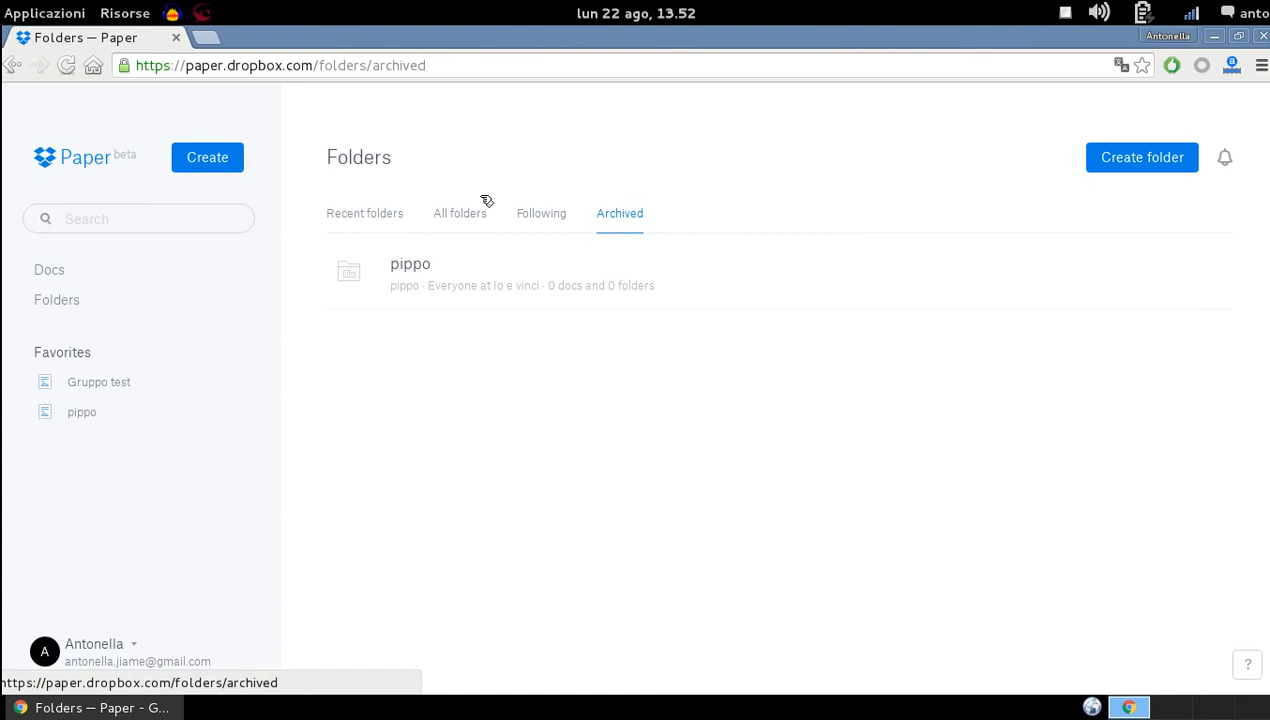 Applicazioni Risorse lun 22 ago, 13.52 anto
Folders — Paper Antonella
https://paper.dropbox.com/folders/archived
Paper beta Create Folders Create folder
Search
Recent folders All folders Following Archived
pippo
pippo · Everyone at Io e vinci · 0 docs and 0 folders
Docs
Folders
Favorites
Gruppo test
pippo
A Antonella
antonella.jiame@gmail.com
?
https://paper.dropbox.com/folders/archived
Folders — Paper - G...